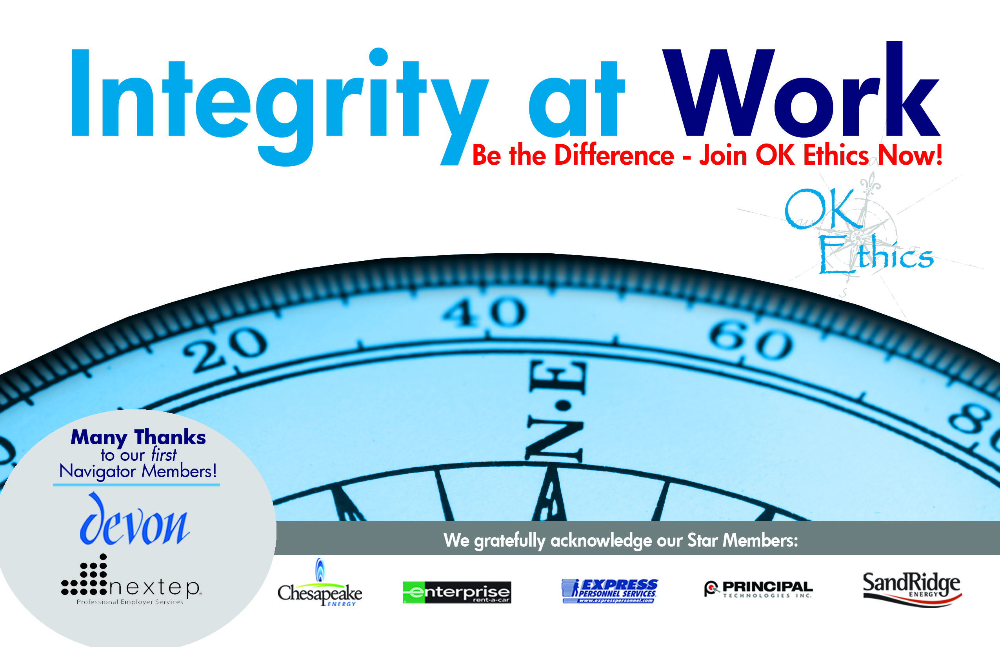 Integrity at Work
Be the Difference - Join OK Ethics Now!
N
OK
W
Ethics
E
S
20
40
60
80
N·E
Many Thanks
to our first
Navigator Members!
devon
nextep®
Professional Employer Services
We gratefully acknowledge our Star Members:
Chesapeake
ENERGY
enterprise
rent-a-car
EXPRESS
PERSONNEL SERVICES.
www.expresspersonnel.com
PRINCIPAL
TECHNOLOGIES INC.
SandRidge
ENERGY